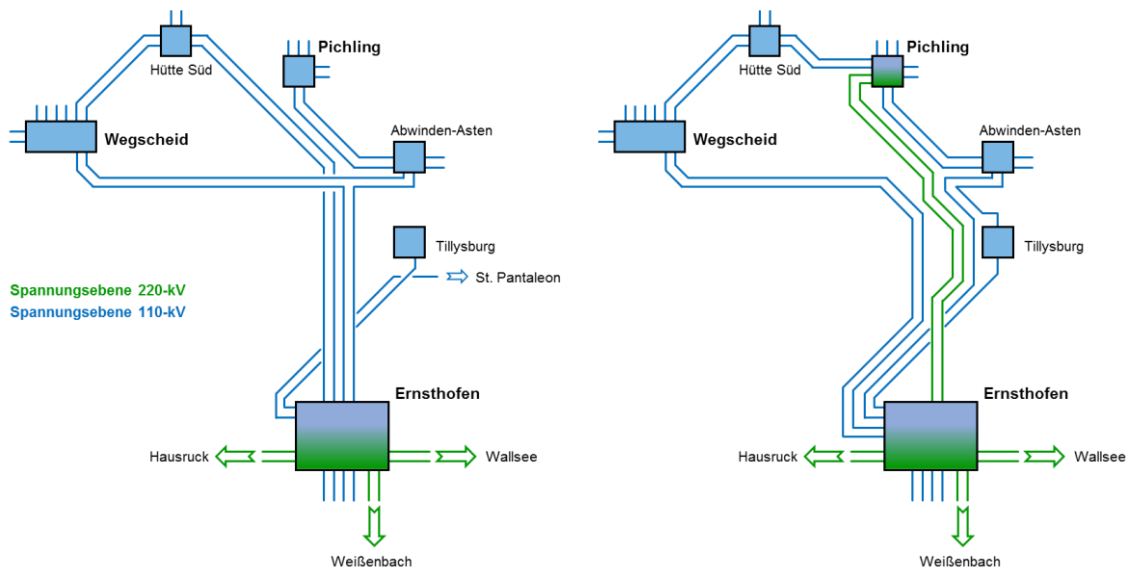 Pichling
Hütte Süd
Wegscheid
Abwinden-Asten
Tillysburg
St. Pantaleon
Spannungsebene 220-kV
Spannungsebene 110-kV
Ernsthofen
Hausruck
Wallsee
Weißenbach
Pichling
Hütte Süd
Wegscheid
Abwinden-Asten
Tillysburg
Ernsthofen
Hausruck
Wallsee
Weißenbach